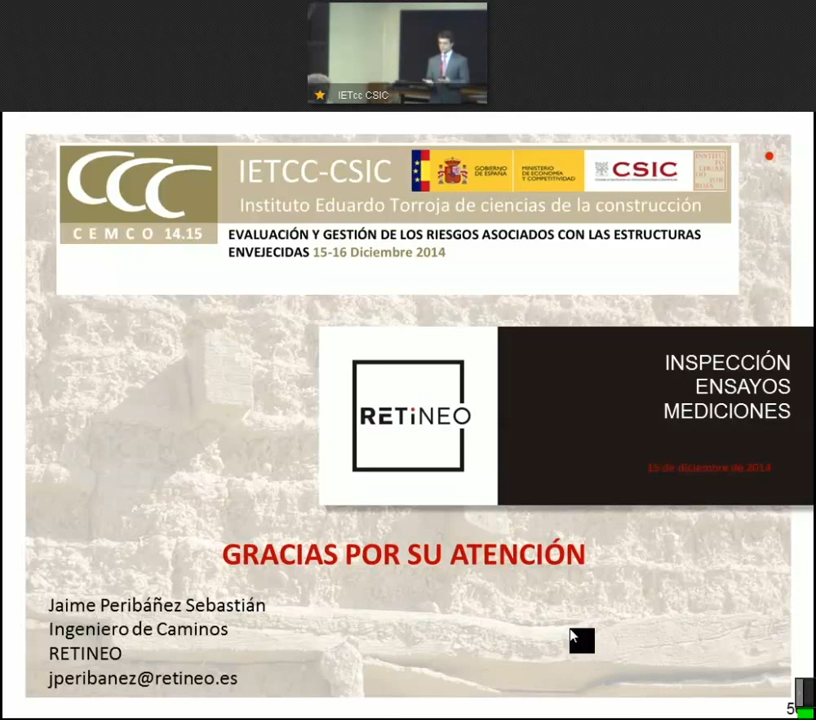 IETcc CSIC
CCC
CEMCO 14.15
IETCC-CSIC
GOBIERNO DE ESPAÑA
MINISTERIO DE ECONOMÍA Y COMPETITIVIDAD
CSIC
Instituto Eduardo Torroja de ciencias de la construcción
EVALUACIÓN Y GESTIÓN DE LOS RIESGOS ASOCIADOS CON LAS ESTRUCTURAS
ENVEJECIDAS 15-16 Diciembre 2014
RETiNEO
INSPECCIÓN
ENSAYOS
MEDICIONES
15 de diciembre de 2014
GRACIAS POR SU ATENCIÓN
Jaime Peribáñez Sebastián
Ingeniero de Caminos
RETINEO
jperibanez@retineo.es